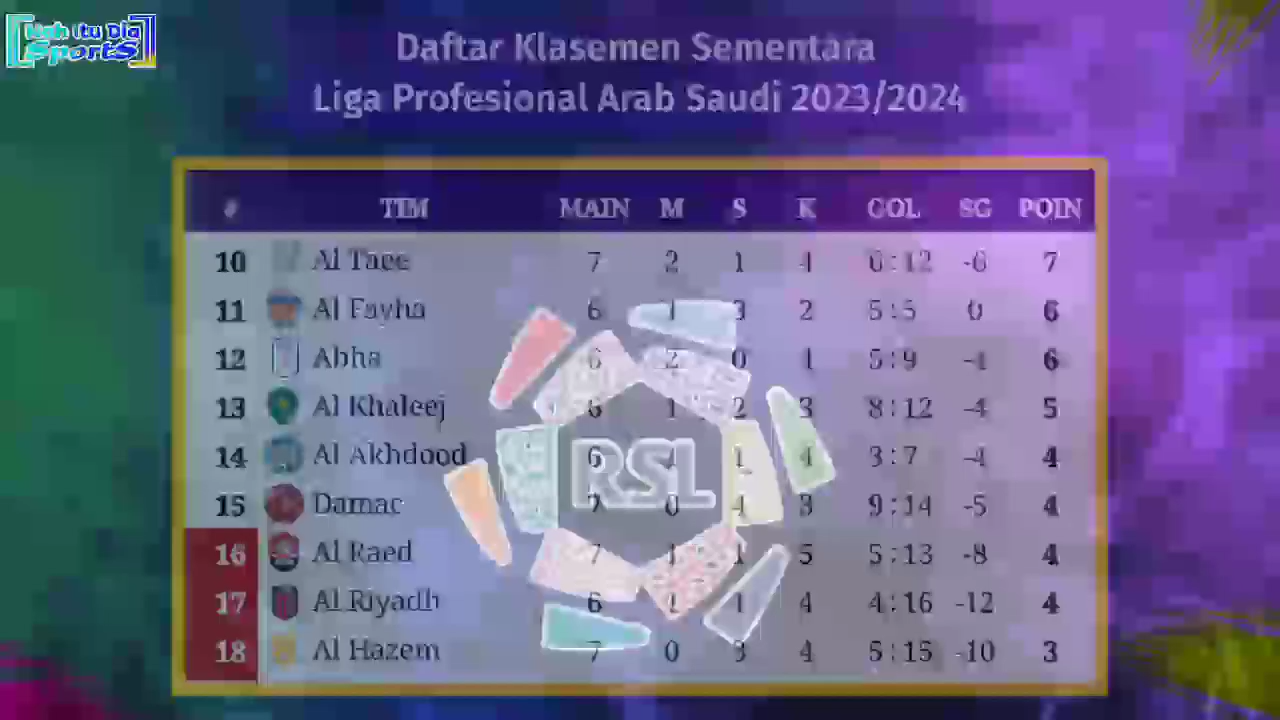 Nah Itu Dia
Sports
Daftar Klasemen Sementara
Liga Profesional Arab Saudi 2023/2024
# TIM MAIN M S K GOL SG POIN
10 Al Taee 7 2 1 4 6:12 -6 7
11 Al Fayha 6 1 3 2 5:5 0 6
12 Abha 6 2 0 4 5:9 -4 6
13 Al Khaleej 6 1 2 3 8:12 -4 5
14 Al Akhdood 6 1 1 4 3:7 -4 4
15 Damac 7 0 4 3 9:14 -5 4
16 Al Raed 7 1 1 5 5:13 -8 4
17 Al Riyadh 6 1 1 4 4:16 -12 4
18 Al Hazem 7 0 3 4 5:15 -10 3
RSL